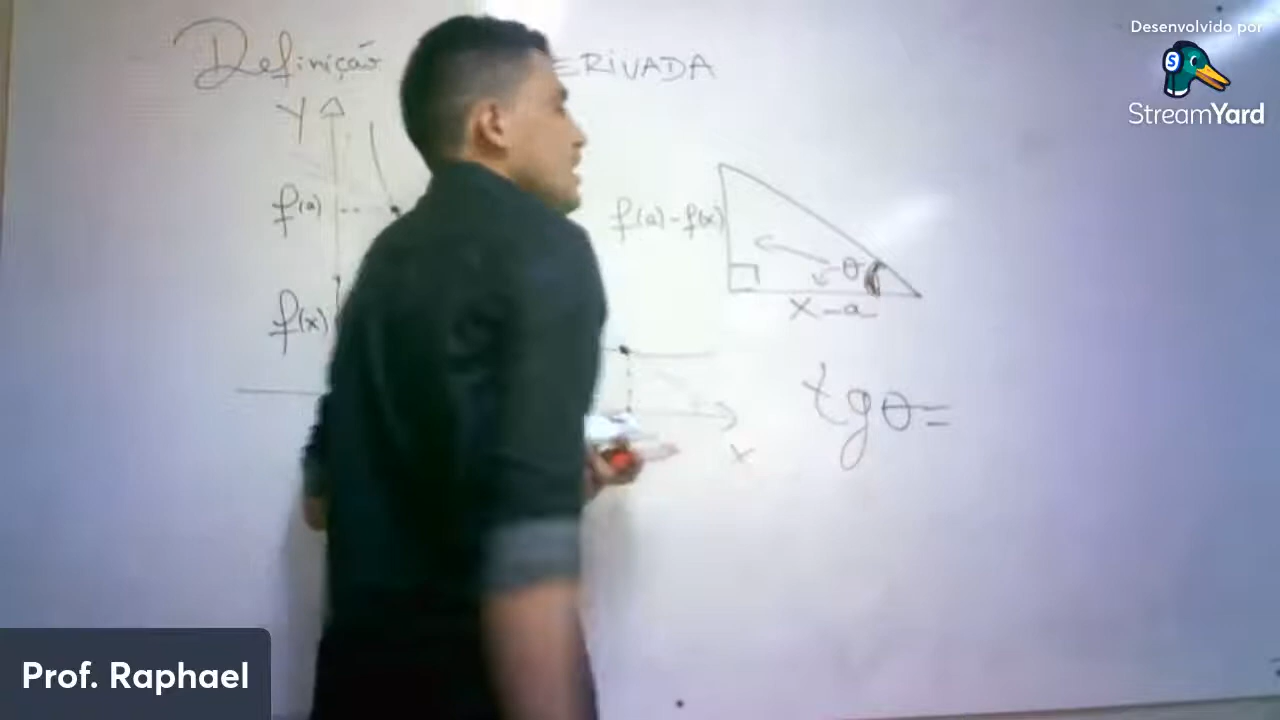 Definição ERIVADA
Y
f(a)
f(x)
x
f(a)-f(x)
θ
x-a
tgθ=
Desenvolvido por
StreamYard
Prof. Raphael